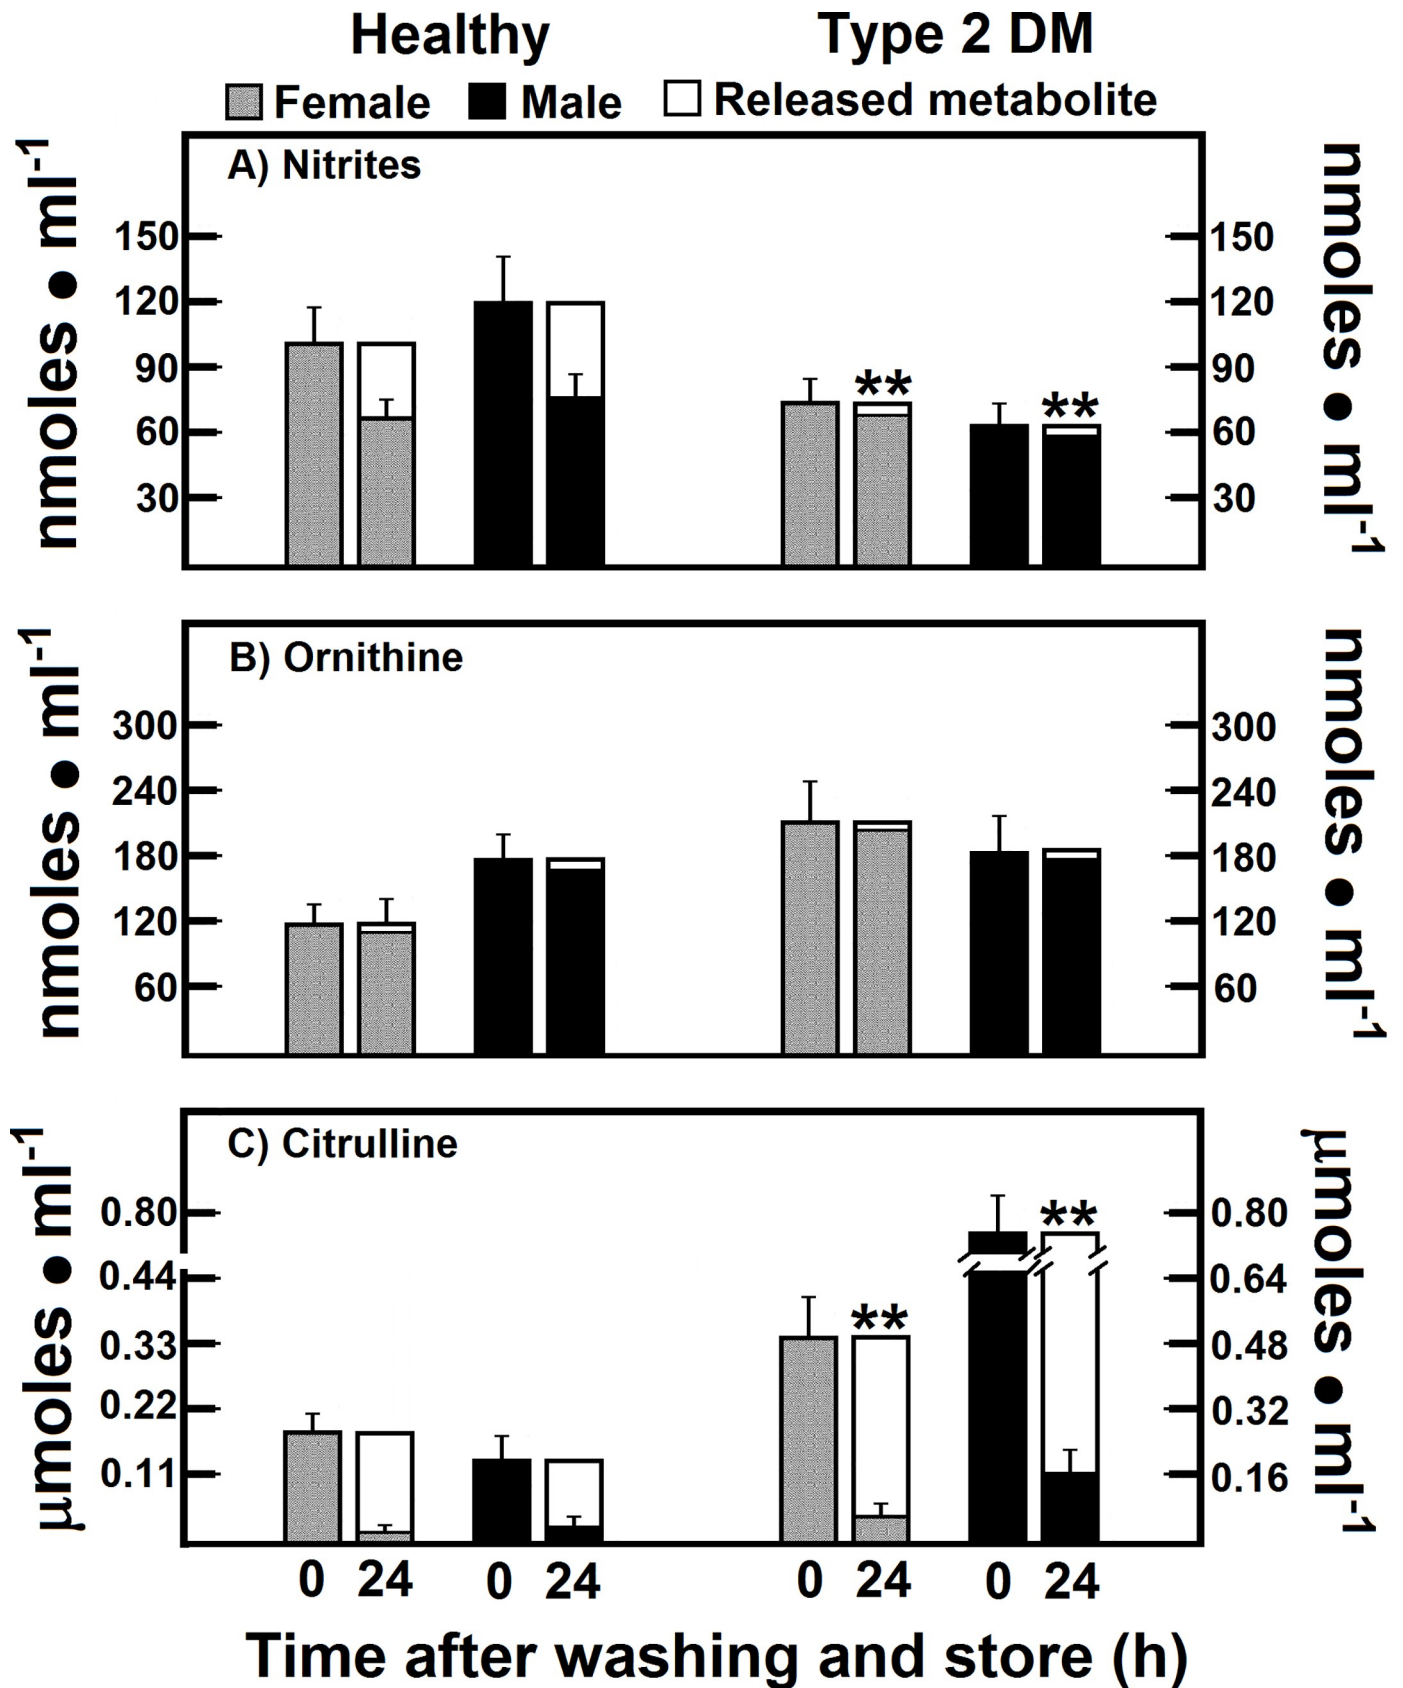 Healthy Type 2 DM
Female Male Released metabolite
A) Nitrites
nmoles • ml⁻¹
150
120
90
60
30
** **
150
120
90
60
30
nmoles • ml⁻¹
B) Ornithine
nmoles • ml⁻¹
300
240
180
120
60
300
240
180
120
60
nmoles • ml⁻¹
C) Citrulline
µmoles • ml⁻¹
0.80
0.44
0.33
0.22
0.11
** **
0.80
0.64
0.48
0.32
0.16
µmoles • ml⁻¹
0 24 0 24 0 24 0 24
Time after washing and store (h)